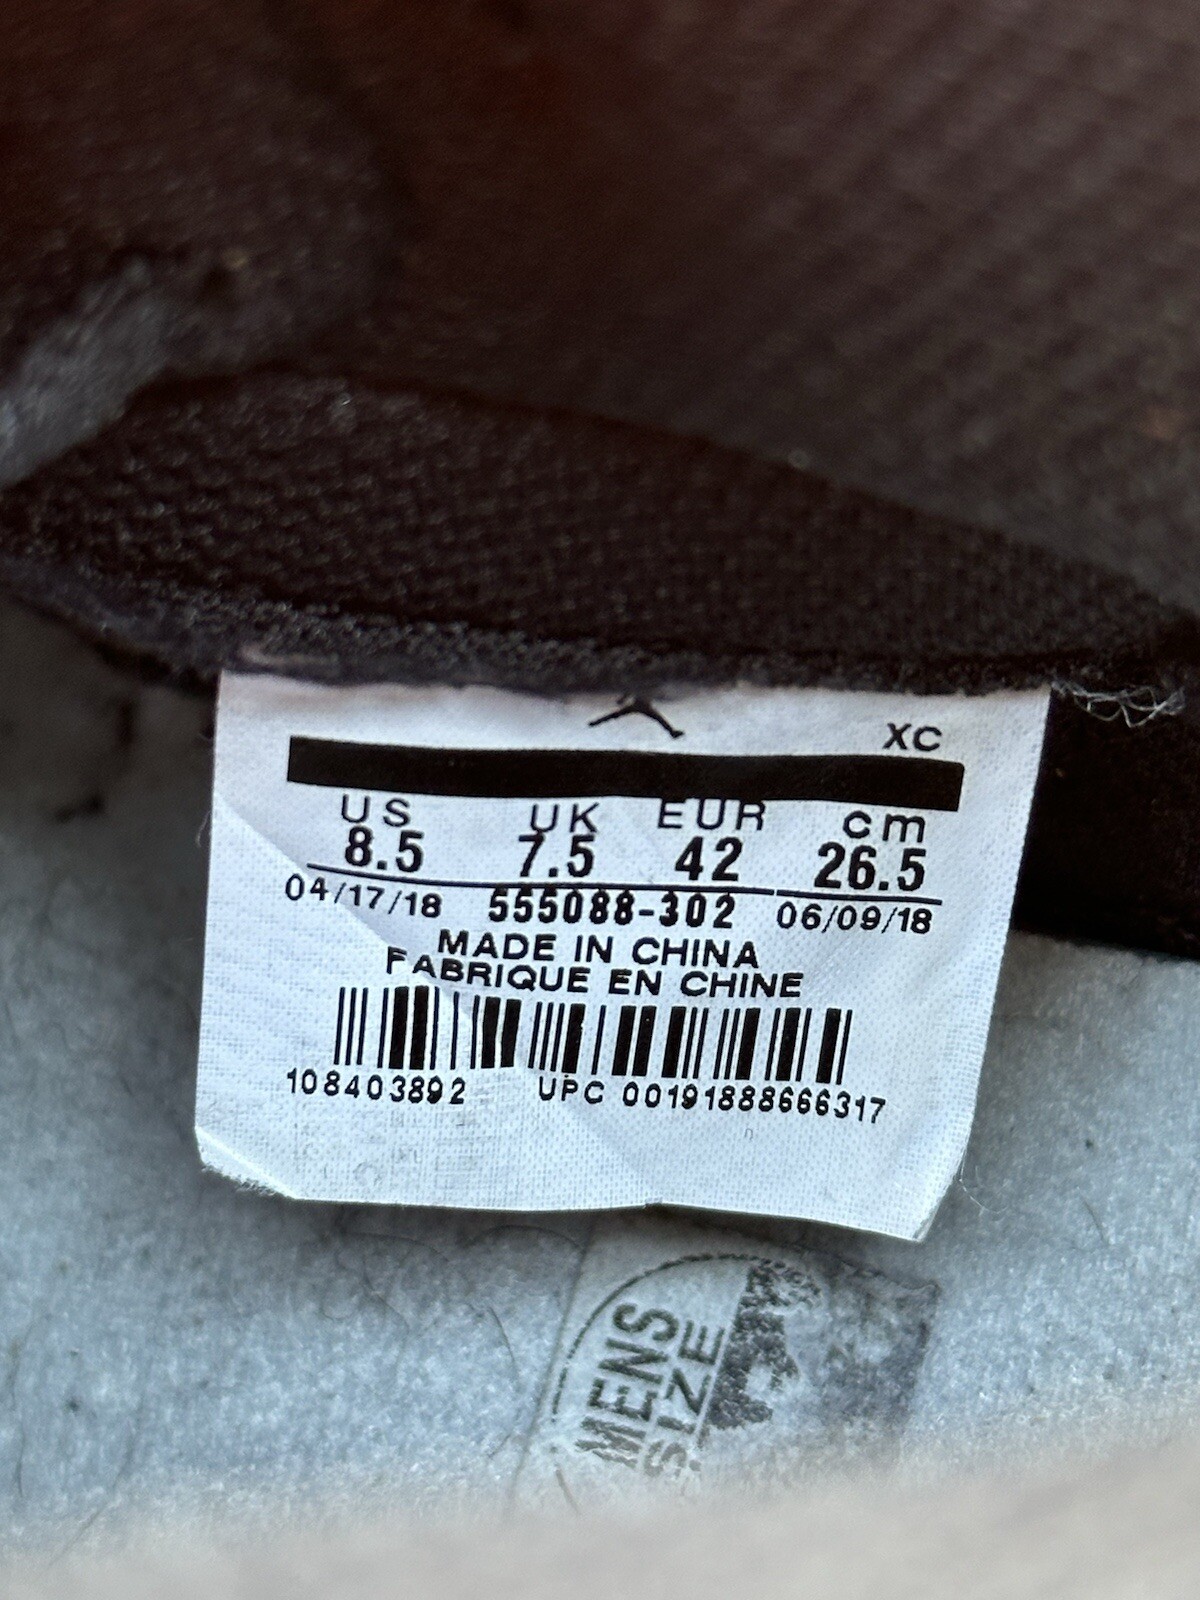 XC
US UK EUR cm
8.5 7.5 42 26.5
04/17/18 555088-302 06/09/18
MADE IN CHINA
FABRIQUE EN CHINE
108403892 UPC 00191888666317
MENS
SIZE